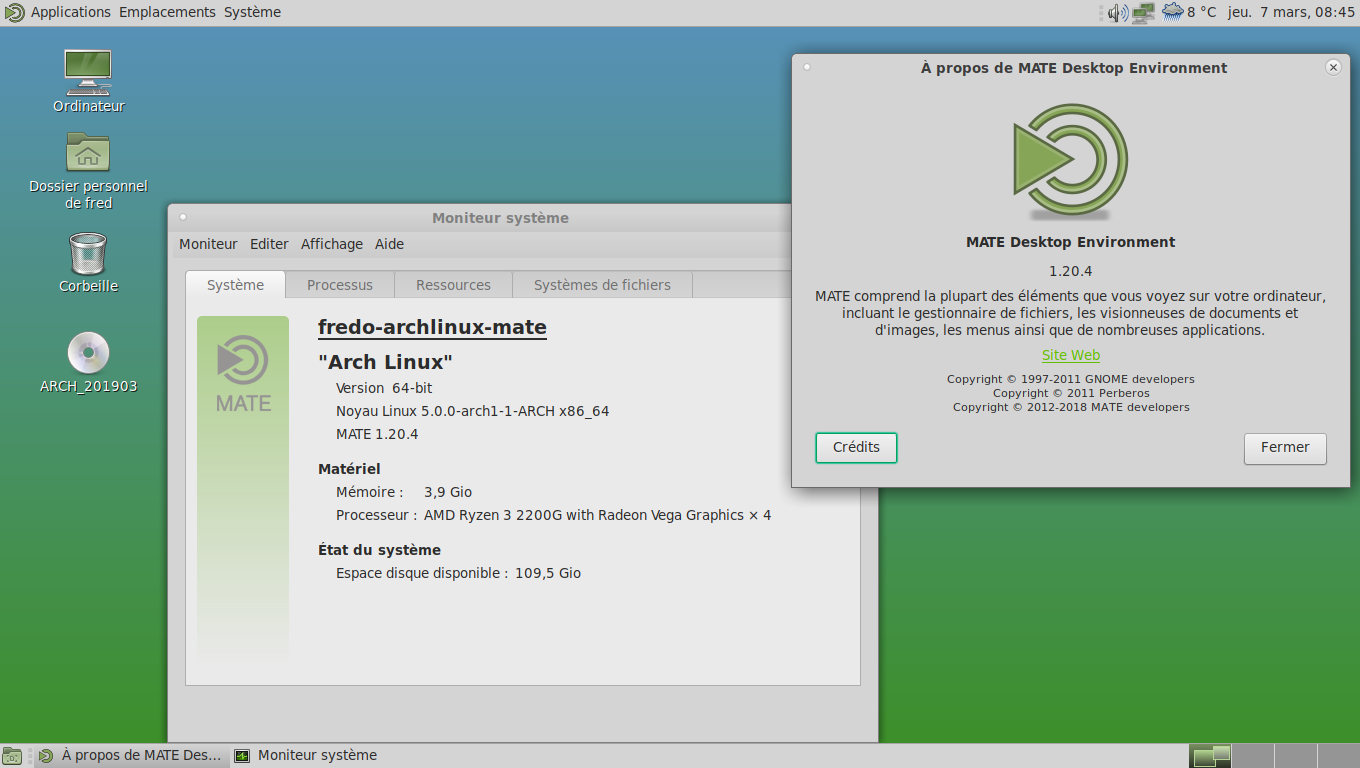 Applications Emplacements Système
8 °C jeu. 7 mars, 08:45
Ordinateur
Dossier personnel
de fred
Corbeille
ARCH_201903
À propos de MATE Desktop Environment
MATE Desktop Environment
1.20.4
MATE comprend la plupart des éléments que vous voyez sur votre ordinateur,
incluant le gestionnaire de fichiers, les visionneuses de documents et
d'images, les menus ainsi que de nombreuses applications.
Site Web
Copyright © 1997-2011 GNOME developers
Copyright © 2011 Perberos
Copyright © 2012-2018 MATE developers
Crédits Fermer
Moniteur système
Moniteur Editer Affichage Aide
Système Processus Ressources Systèmes de fichiers
MATE
fredo-archlinux-mate
"Arch Linux"
Version 64-bit
Noyau Linux 5.0.0-arch1-1-ARCH x86_64
MATE 1.20.4
Matériel
Mémoire : 3,9 Gio
Processeur : AMD Ryzen 3 2200G with Radeon Vega Graphics × 4
État du système
Espace disque disponible : 109,5 Gio
À propos de MATE Des... Moniteur système